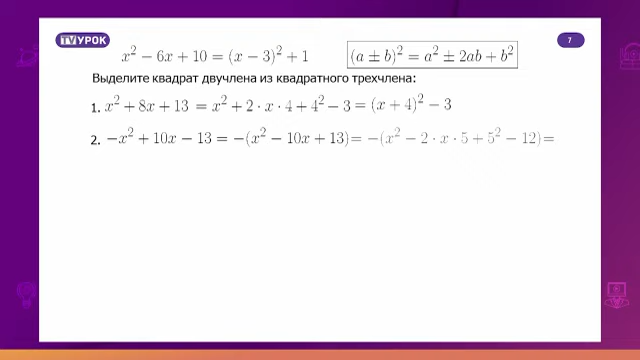 TV УРОК
7
x² − 6x + 10 = (x − 3)² + 1
(a ± b)² = a² ± 2ab + b²
Выделите квадрат двучлена из квадратного трехчлена:
1. x² + 8x + 13 = x² + 2 · x · 4 + 4² − 3 = (x + 4)² − 3
2. −x² + 10x − 13 = −(x² − 10x + 13) = −(x² − 2 · x · 5 + 5² − 12) =